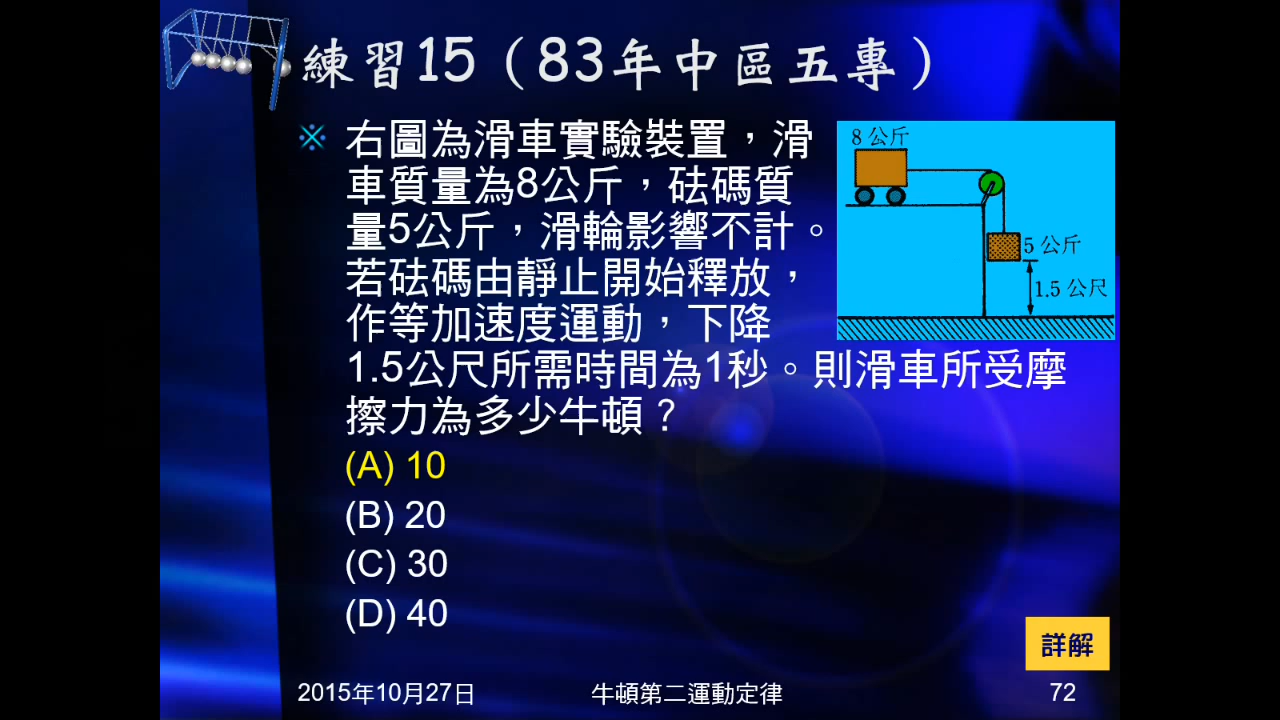 練習15（83年中區五專）
※ 右圖為滑車實驗裝置，滑
車質量為8公斤，砝碼質
量5公斤，滑輪影響不計。
若砝碼由靜止開始釋放，
作等加速度運動，下降
1.5公尺所需時間為1秒。則滑車所受摩
擦力為多少牛頓？
(A) 10
(B) 20
(C) 30
(D) 40
8 公斤
5 公斤
1.5 公尺
詳解
2015年10月27日
牛頓第二運動定律
72